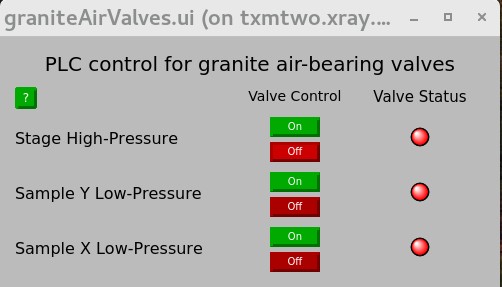 graniteAirValves.ui (on txmtwo.xray....
PLC control for granite air-bearing valves
?
Valve Control Valve Status
On
Stage High-Pressure
Off
On
Sample Y Low-Pressure
Off
On
Sample X Low-Pressure
Off